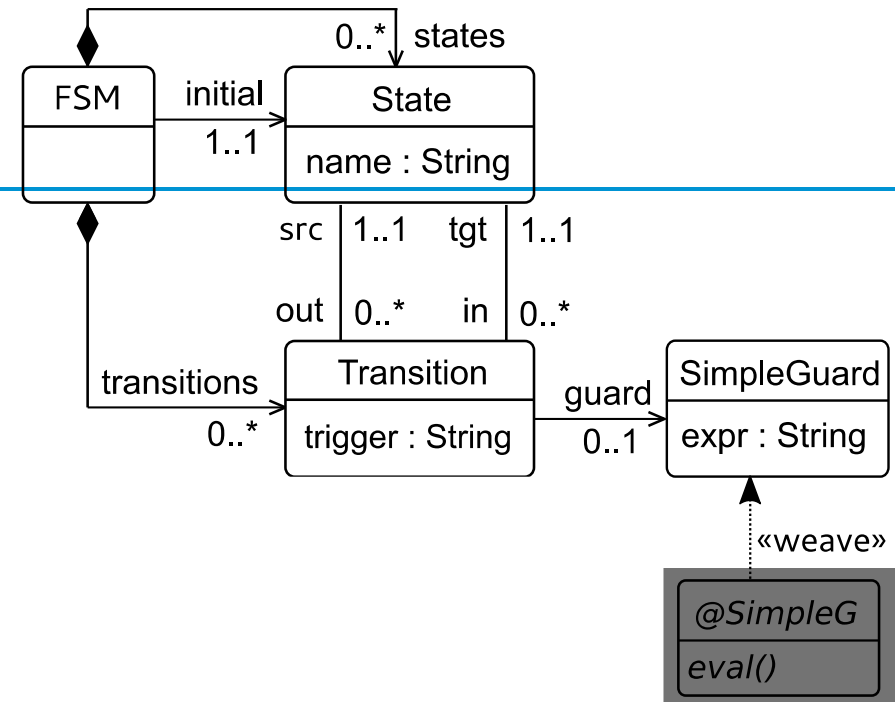 0..* states
FSM
initial
1..1
State
name : String
src 1..1 tgt 1..1
out 0..* in 0..*
transitions
0..*
Transition
trigger : String
guard
0..1
SimpleGuard
expr : String
«weave»
@SimpleG
eval()